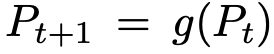 P_{t+1} = g(P_t)